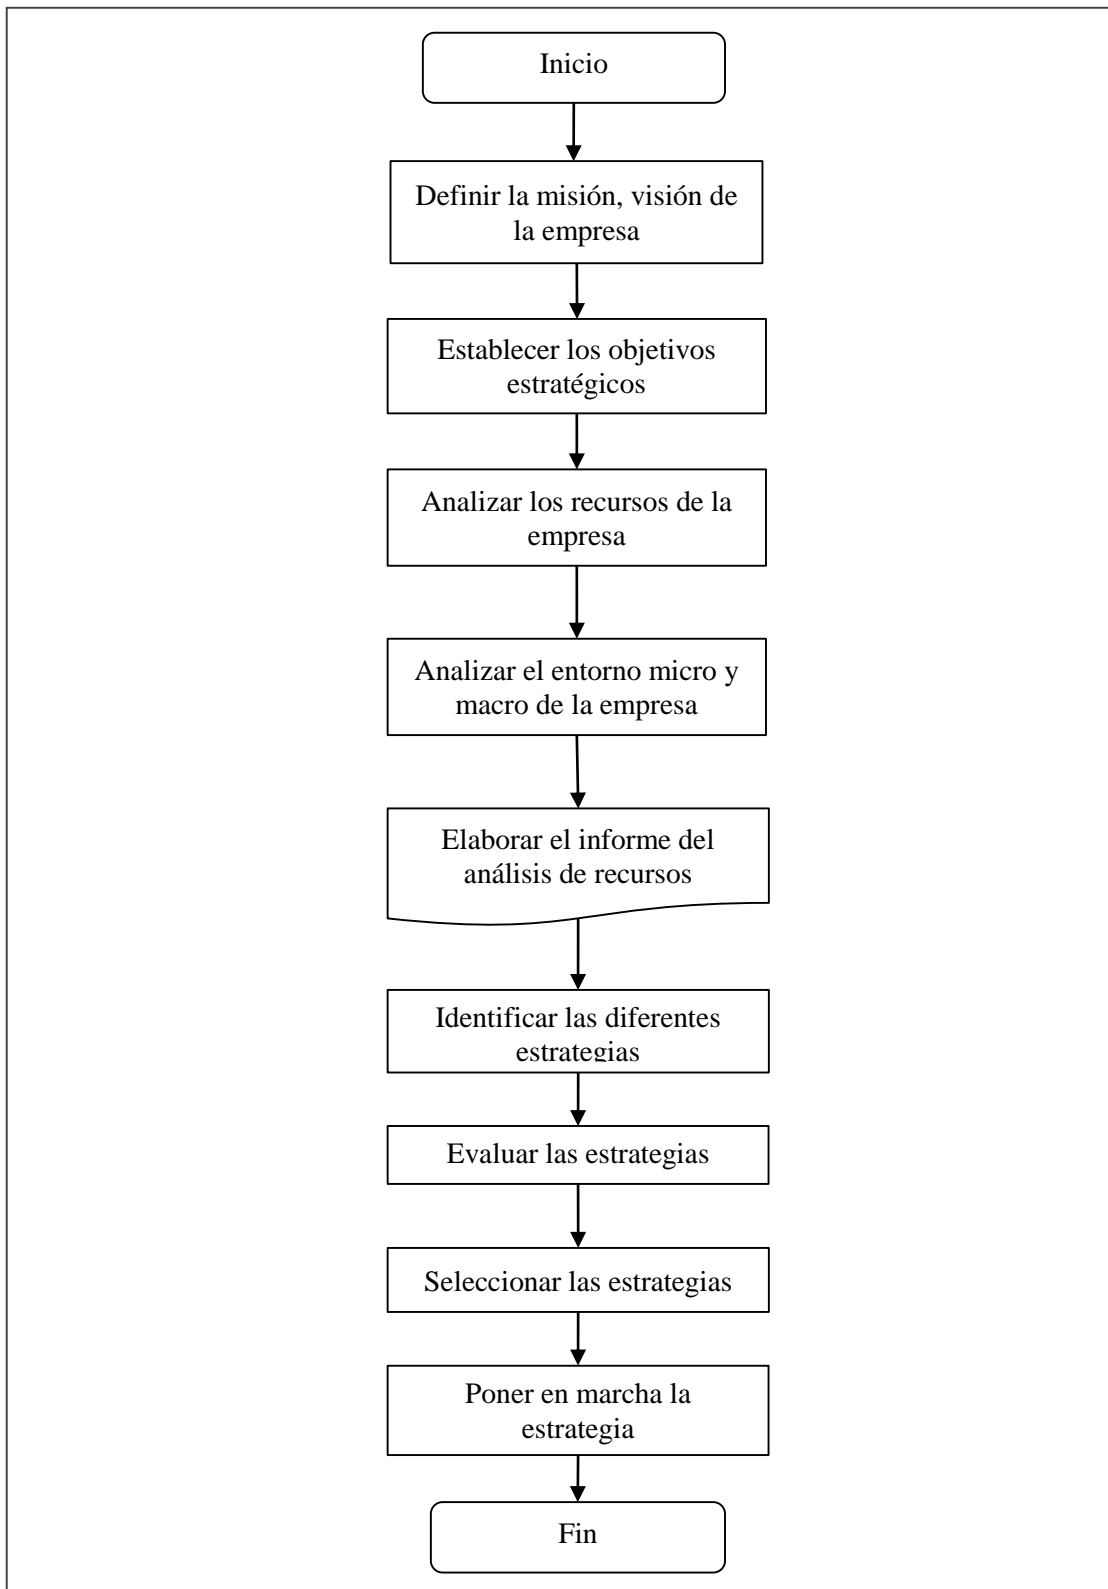 Inicio
Definir la misión, visión de
la empresa
Establecer los objetivos
estratégicos
Analizar los recursos de la
empresa
Analizar el entorno micro y
macro de la empresa
Elaborar el informe del
análisis de recursos
Identificar las diferentes
estrategias
Evaluar las estrategias
Seleccionar las estrategias
Poner en marcha la
estrategia
Fin